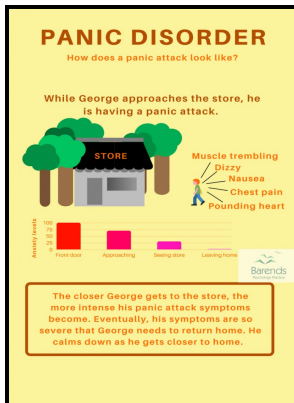 PANIC DISORDER
How does a panic attack look like?
While George approaches the store, he
is having a panic attack.
STORE
Muscle trembling
Dizzy
Nausea
Chest pain
Pounding heart
Anxiety levels
100
75
50
25
0
Front door
Approaching
Seeing store
Leaving home
Barends
Psychology Practice
The closer George gets to the store, the
more intense his panic attack symptoms
become. Eventually, his symptoms are so
severe that George needs to return home. He
calms down as he gets closer to home.